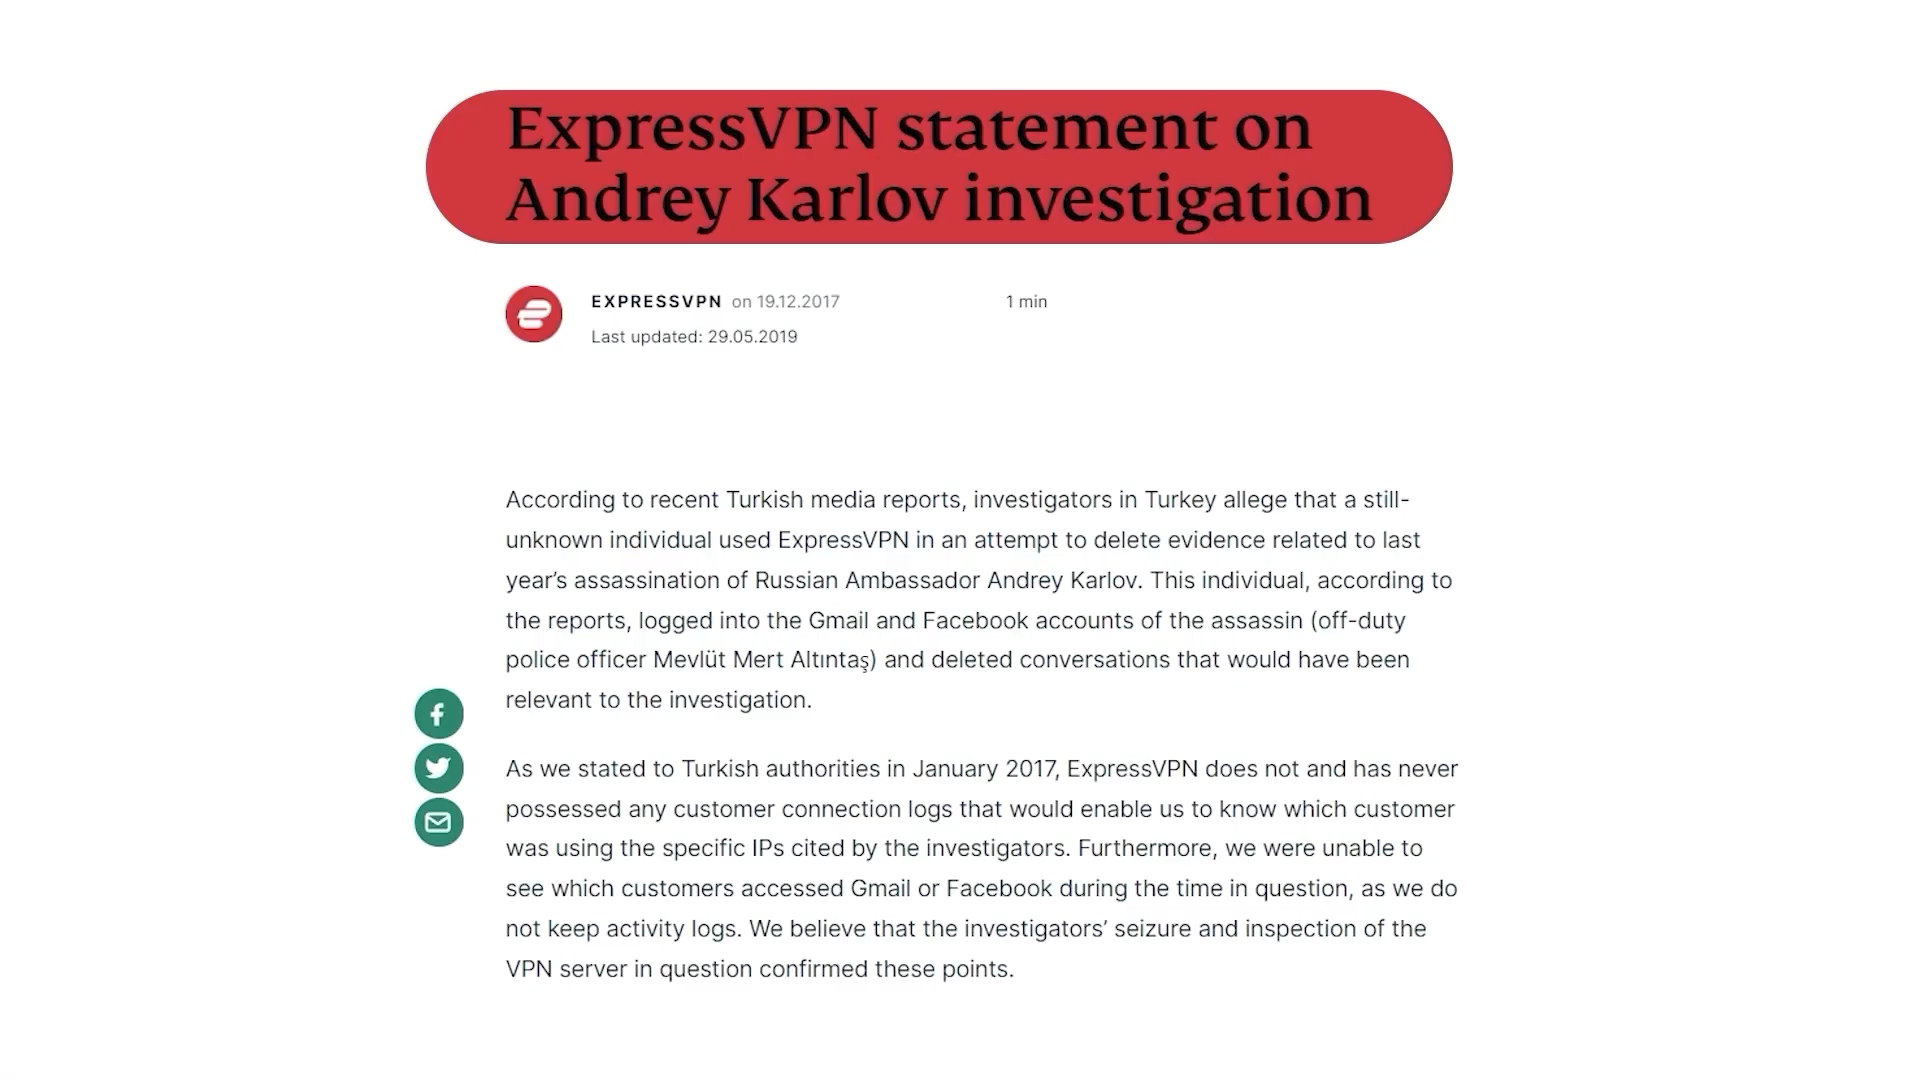 ExpressVPN statement on
Andrey Karlov investigation
EXPRESSVPN on 19.12.2017 1 min
Last updated: 29.05.2019
According to recent Turkish media reports, investigators in Turkey allege that a still-
unknown individual used ExpressVPN in an attempt to delete evidence related to last
year’s assassination of Russian Ambassador Andrey Karlov. This individual, according to
the reports, logged into the Gmail and Facebook accounts of the assassin (off-duty
police officer Mevlüt Mert Altıntaş) and deleted conversations that would have been
relevant to the investigation.
As we stated to Turkish authorities in January 2017, ExpressVPN does not and has never
possessed any customer connection logs that would enable us to know which customer
was using the specific IPs cited by the investigators. Furthermore, we were unable to
see which customers accessed Gmail or Facebook during the time in question, as we do
not keep activity logs. We believe that the investigators’ seizure and inspection of the
VPN server in question confirmed these points.